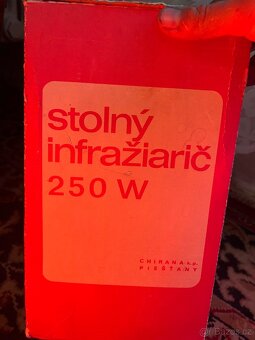 stolný
infražiarič
250 W
CHIRANA n.p.
PIEŠŤANY